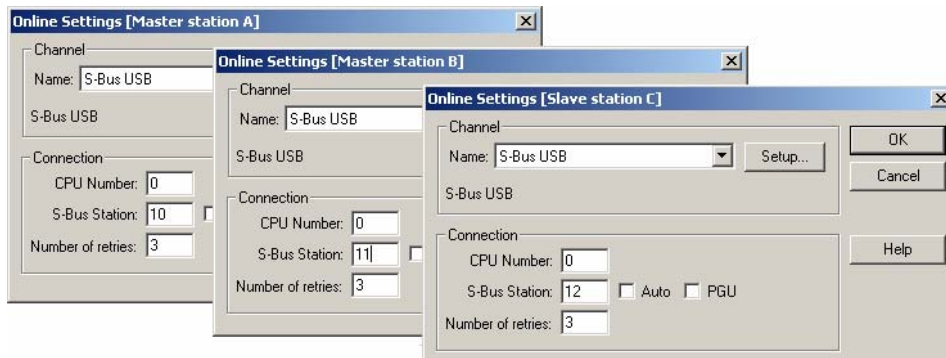 Online Settings [Master station A]
Channel
Name: S-Bus USB
S-Bus USB
Connection
CPU Number: 0
S-Bus Station: 10
Number of retries: 3
Online Settings [Master station B]
Channel
Name: S-Bus USB
S-Bus USB
Connection
CPU Number: 0
S-Bus Station: 11
Number of retries: 3
Online Settings [Slave station C]
Channel
Name: S-Bus USB
Setup...
S-Bus USB
Connection
CPU Number: 0
S-Bus Station: 12 Auto PGU
Number of retries: 3
OK
Cancel
Help